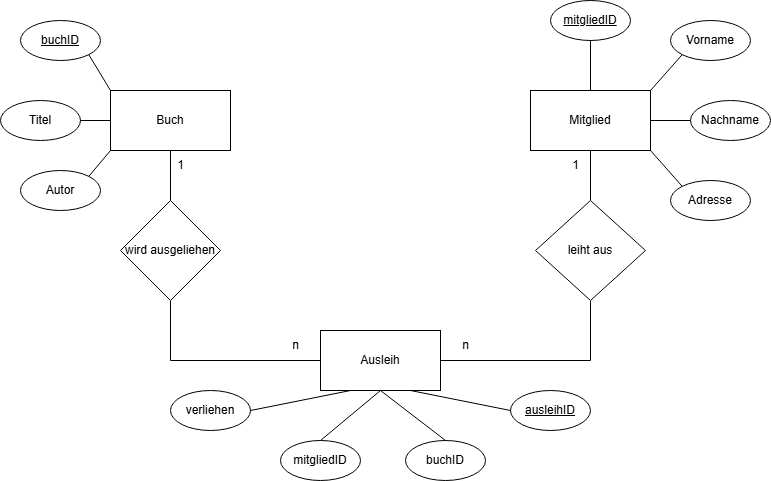 mitgliedID
buchID
Vorname
Titel
Buch
Mitglied
Nachname
1
1
Autor
Adresse
wird ausgeliehen
leiht aus
n
n
Ausleih
verliehen
ausleihID
mitgliedID
buchID